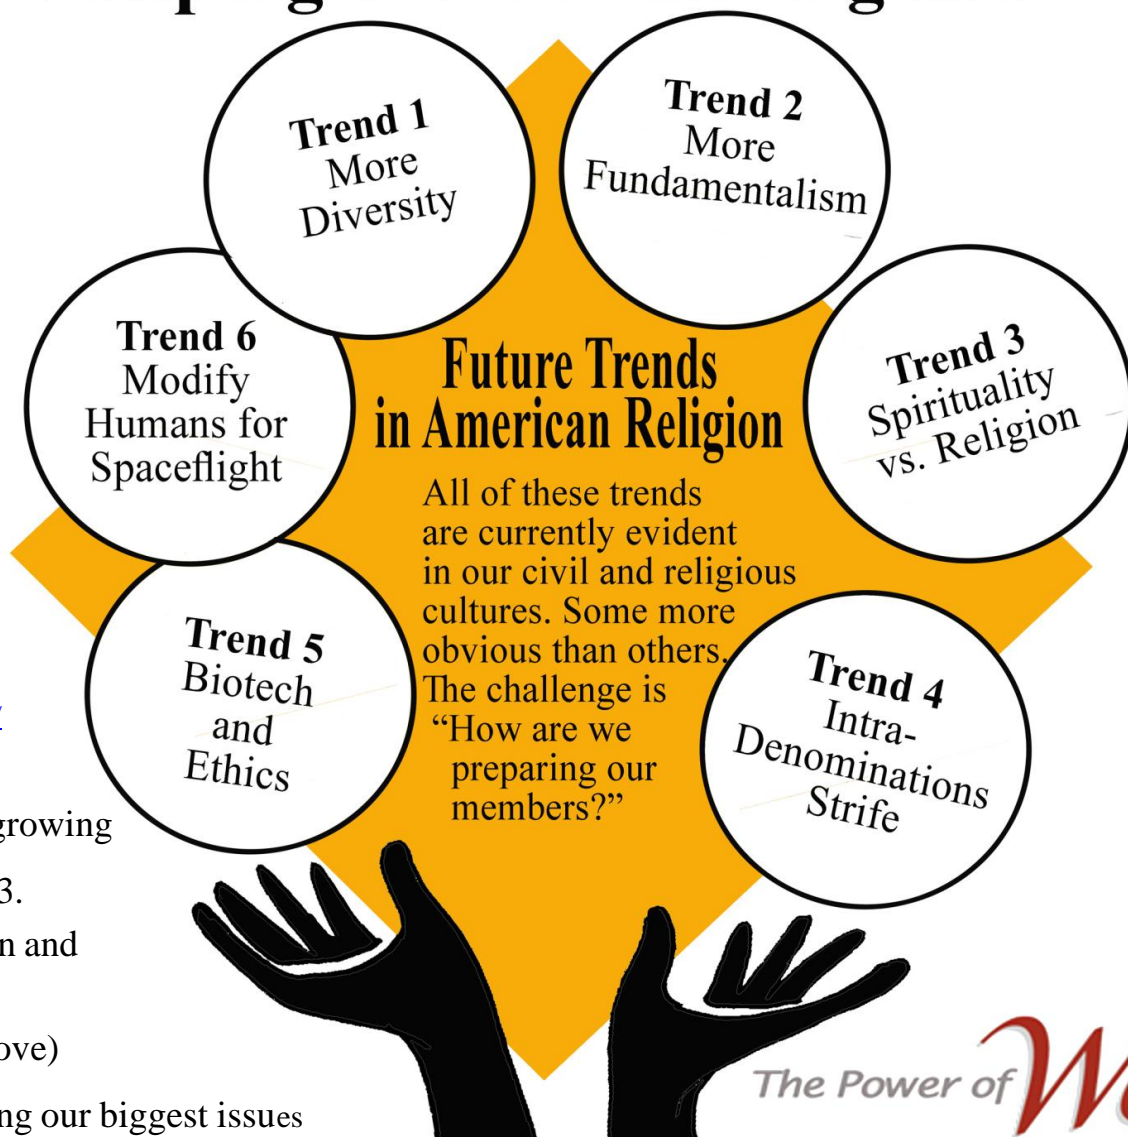 Trend 1
More
Diversity
Trend 2
More
Fundamentalism
Trend 3
Spirituality
vs. Religion
Trend 6
Modify
Humans for
Spaceflight
Future Trends
in American Religion
All of these trends
are currently evident
in our civil and religious
cultures. Some more
obvious than others.
The challenge is
“How are we
preparing our
members?”
Trend 4
Intra-
Denominations
Strife
Trend 5
Biotech
and
Ethics
growing
3.
and
ove)
ng our biggest issues
The Power of